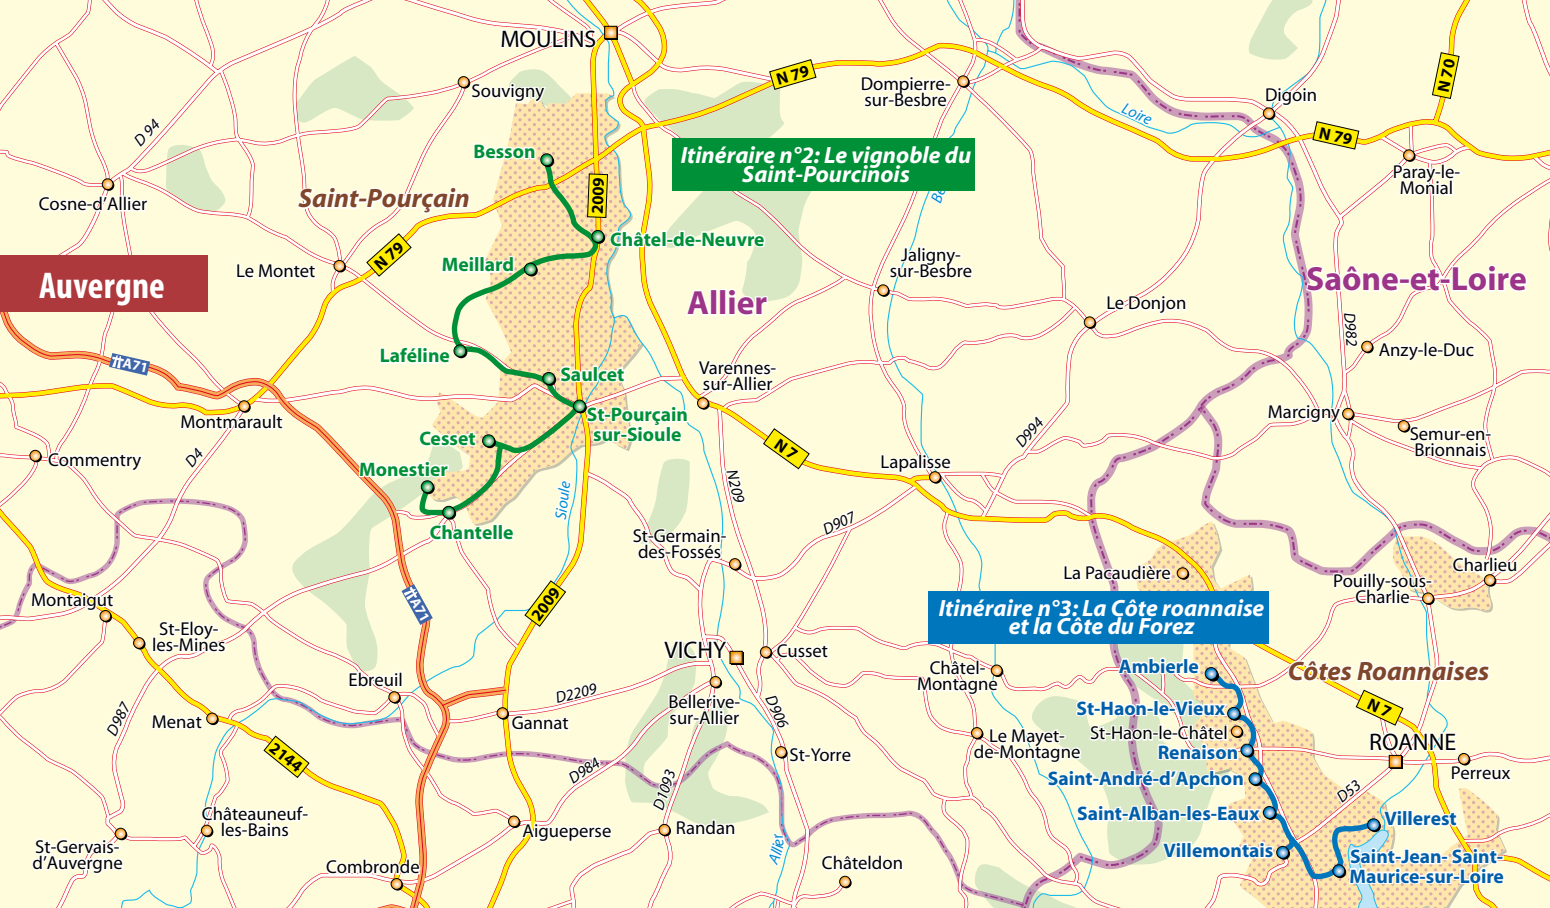 MOULINS
Souvigny
D 94
Cosne-d'Allier
Besson
Saint-Pourçain
2009
N 79
N 79
Le Montet
Auvergne
Châtel-de-Neuvre
Meillard
Itinéraire n°2: Le vignoble du
Saint-Pourcinois
Dompierre-
sur-Besbre
Loire
Be
Digoin
N 70
N 79
Paray-le-
Monial
Jaligny-
sur-Besbre
Le Donjon
Allier
Saône-et-Loire
D982
Anzy-le-Duc
Laféline
Saulcet
St-Pourçain
sur-Sioule
Varennes-
sur-Allier
A71
Montmarault
Commentry
D4
Cesset
Monestier
Chantelle
Sioule
N 7
N209
D907
Lapalisse
D994
Marcigny
Semur-en-
Brionnais
St-Germain-
des-Fossés
La Pacaudière
Pouilly-sous-
Charlie
Charlieu
Itinéraire n°3: La Côte roannaise
et la Côte du Forez
Montaigut
St-Eloy-
les-Mines
A71
2009
Ebreuil
D2209
Gannat
VICHY
Cusset
Bellerive-
sur-Allier
D906
St-Yorre
Châtel-
Montagne
Le Mayet-
de-Montagne
Ambierle
Côtes Roannaises
St-Haon-le-Vieux
St-Haon-le-Châtel
Renaison
N 7
ROANNE
Perreux
D53
Saint-André-d'Apchon
Saint-Alban-les-Eaux
Villemontais
Villerest
Saint-Jean- Saint-
Maurice-sur-Loire
D987
Menat
2144
D984
D1093
Châteauneuf-
les-Bains
St-Gervais-
d'Auvergne
Aigueperse
Randan
Allier
Combronde
Châteldon